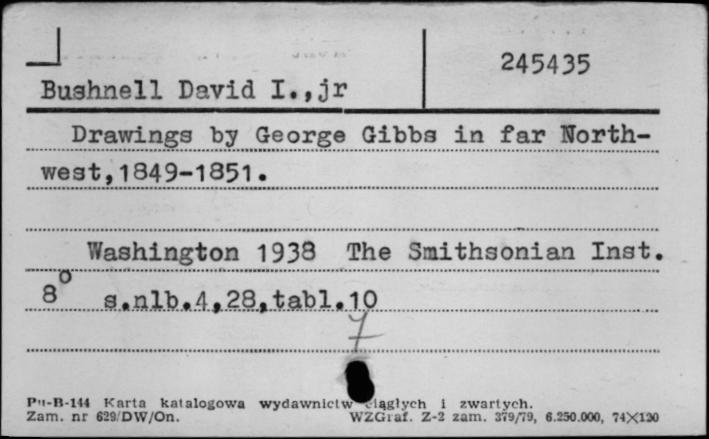 245435
Bushnell David I.,jr
Drawings by George Gibbs in far North-
west,1849-1851.
Washington 1938 The Smithsonian Inst.
8° s.nlb.4,28,tabl.10
7
Pu-B-144 Karta katalogowa wydawnictw ciągłych i zwartych.
Zam. nr 629/DW/On. WZGraf. Z-2 zam. 379/79, 6.250.000, 74X120